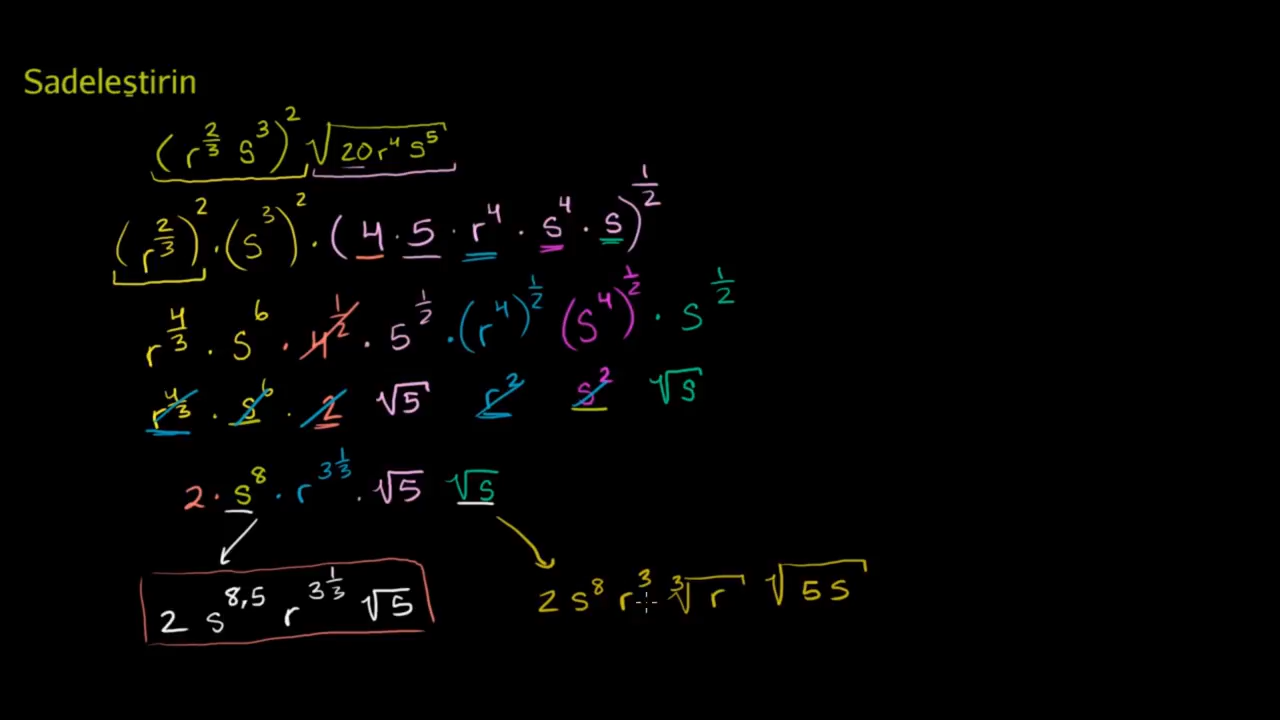 Sadeleştirin
(r^{2/3} s^3)^2 √(20r^4 s^5)
(r^{2/3})^2 · (s^3)^2 · (4 · 5 · r^4 · s^4 · s)^{1/2}
r^{4/3} · s^6 · 4^{1/2} · 5^{1/2} · (r^4)^{1/2} (s^4)^{1/2} · s^{1/2}
r^{4/3} · s^6 · 2 √5 r^2 s^2 √s
2 · s^8 · r^{3 1/3} · √5 √s
2 s^{8,5} r^{3 1/3} √5
2 s^8 r^3 ∛r √(5s)